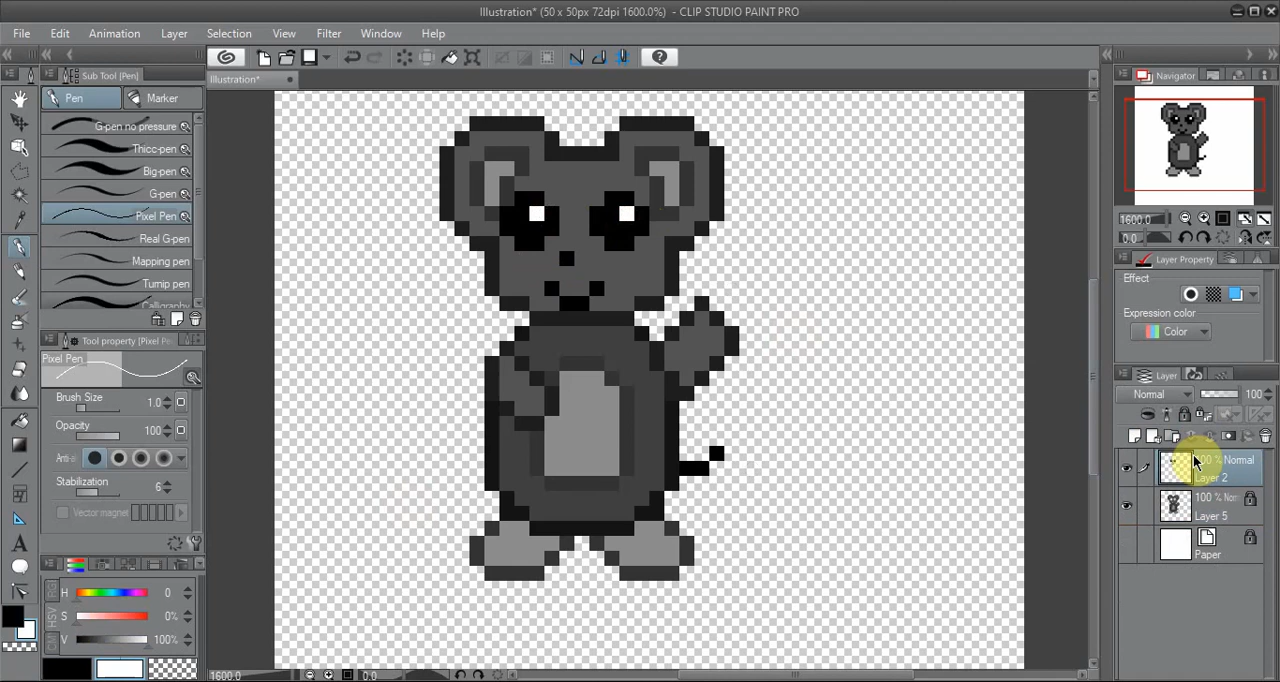 Illustration* (50 x 50px 72dpi 1600.0%) - CLIP STUDIO PAINT PRO
File Edit Animation Layer Selection View Filter Window Help
Sub Tool [Pen]
Illustration*
Navigator
Pen Marker
G-pen no pressure
Thicc-pen
Big-pen
G-pen
Pixel Pen
Real G-pen
Mapping pen
Turnip pen
Calligraphy
Tool property [Pixel Pen
Pixel Pen
Brush Size 1.0
Opacity 100
Anti-al
Stabilization 6
Vector magnet
H 0
S 0%
V 100%
1600.0 0.0
1600.0
0.0
Layer Property
Effect
Expression color
Color
Layer
Normal 100
% Normal
Layer 2
100 % Nor
Layer 5
Paper